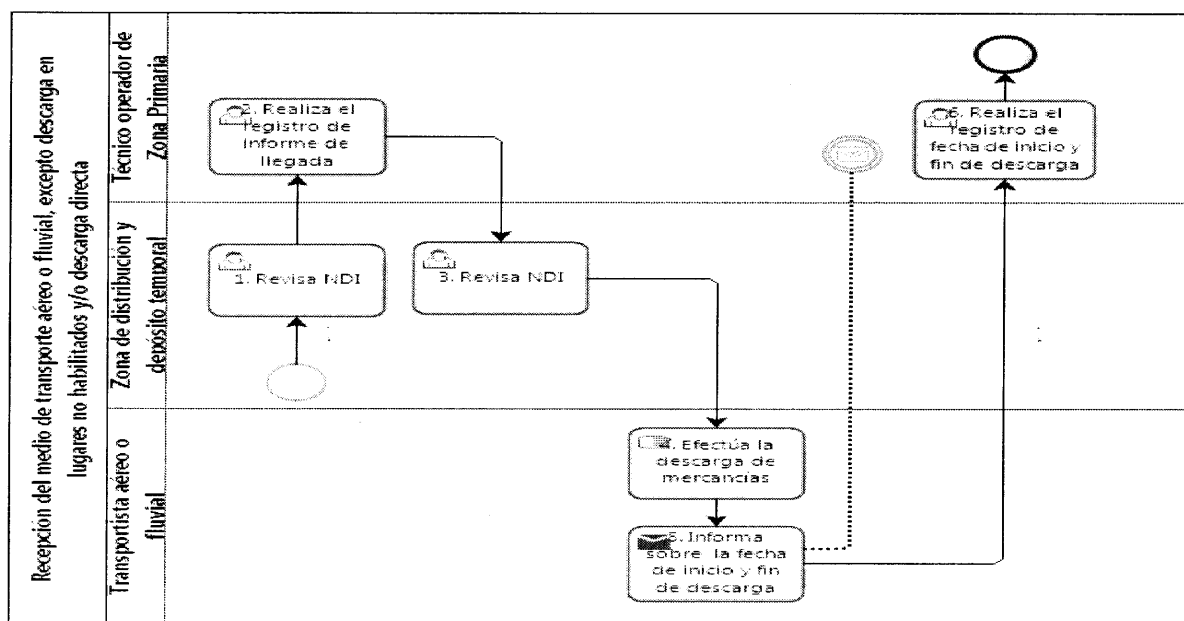 Recepción del medio de transporte aéreo o fluvial, excepto descarga en
lugares no habilitados y/o descarga directa
Técnico operador de
Zona Primaria
2. Realiza el
registro de
informe de
llegada
6. Realiza el
registro de
fecha de inicio y
fin de descarga
Zona de distribución y
depósito temporal
1. Revisa NDI
3. Revisa NDI
Transportista aéreo o
fluvial
4. Efectúa la
descarga de
mercancías
5. Informa
sobre la fecha
de inicio y fin
de descarga